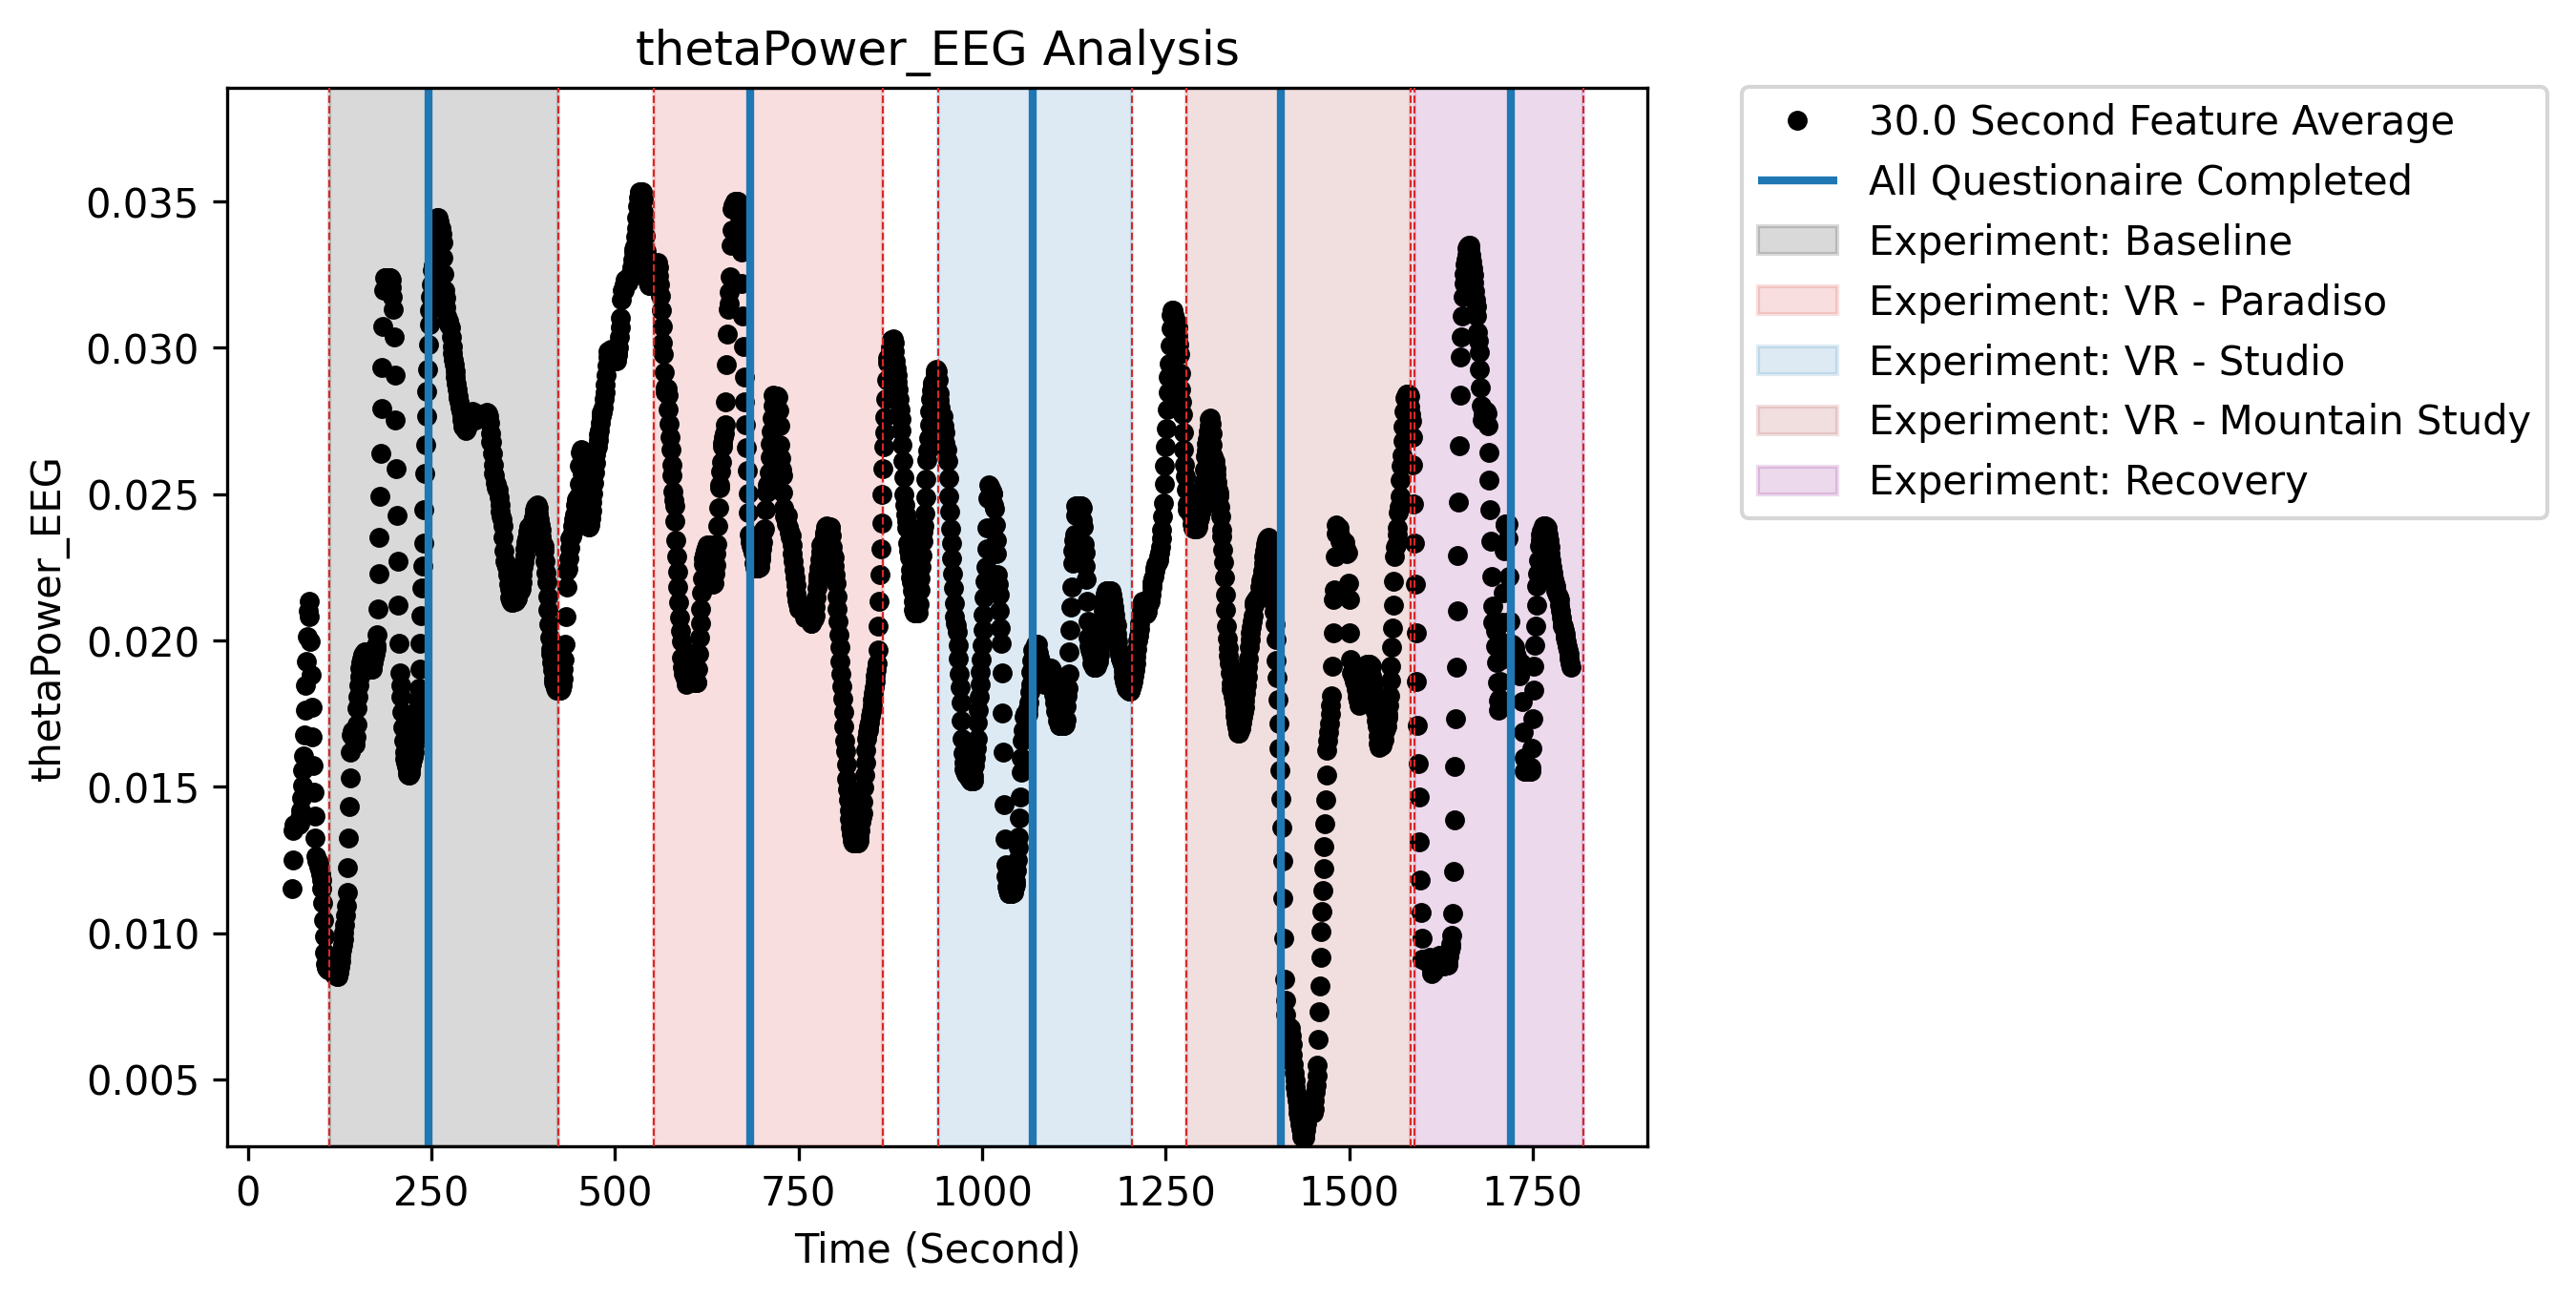 thetaPower_EEG Analysis
thetaPower_EEG
0.035
0.030
0.025
0.020
0.015
0.010
0.005
0 250 500 750 1000 1250 1500 1750
Time (Second)
30.0 Second Feature Average
All Questionaire Completed
Experiment: Baseline
Experiment: VR - Paradiso
Experiment: VR - Studio
Experiment: VR - Mountain Study
Experiment: Recovery